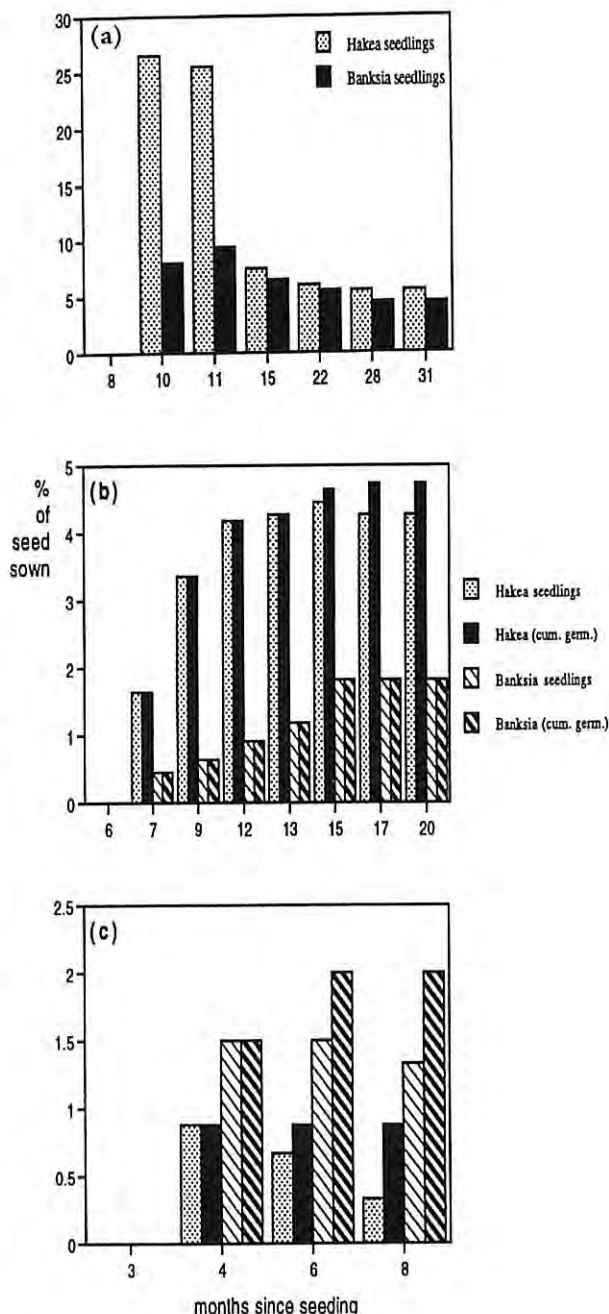 (a)
Hakea seedlings
Banksia seedlings
30
25
20
15
10
5
0
8 10 11 15 22 28 31
(b)
%
of
seed
sown
5
4
3
2
1
0
6 7 9 12 13 15 17 20
Hakea seedlings
Hakea (cum. germ.)
Banksia seedlings
Banksia (cum. germ.)
(c)
2.5
2
1.5
1
0.5
0
3 4 6 8
months since seeding